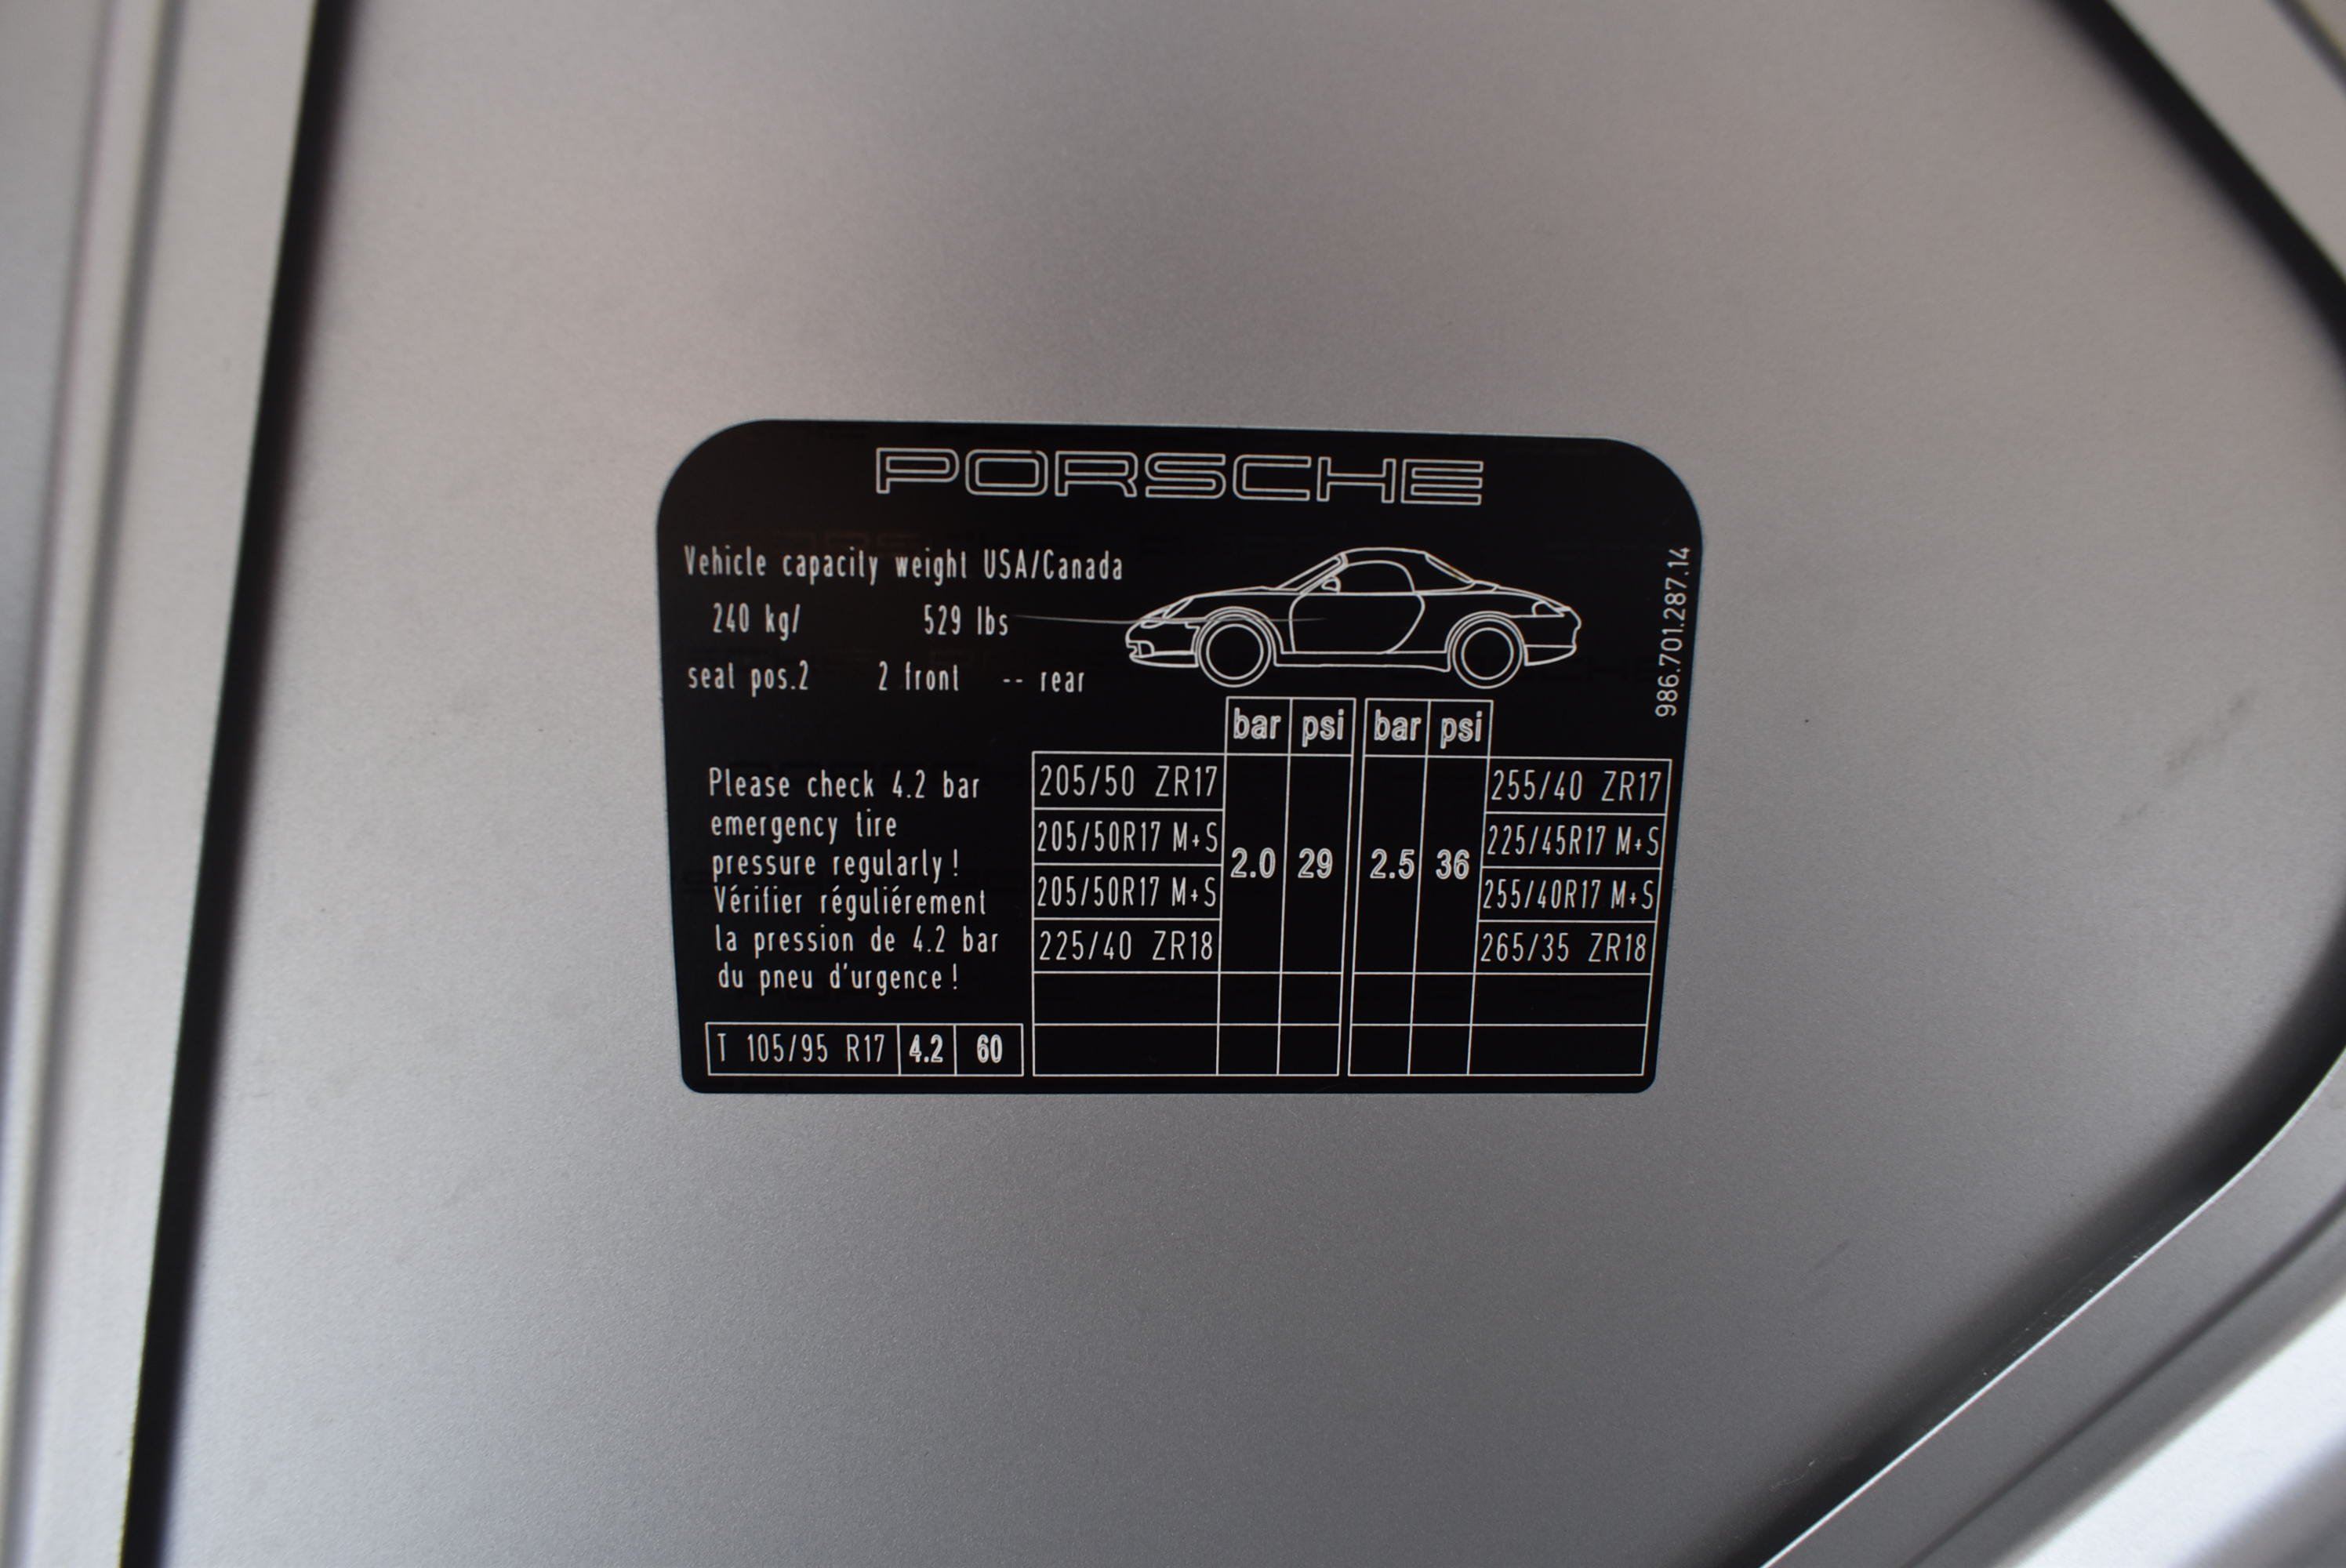 PORSCHE
Vehicle capacity weight USA/Canada
240 kg/ 529 lbs
seal pos.2 2 front -- rear
986.701.287.14
bar psi bar psi
Please check 4.2 bar
emergency tire
pressure regularly!
Vérifier réguliérement
la pression de 4.2 bar
du pneu d'urgence!
T 105/95 R17 4.2 60
205/50 ZR17 255/40 ZR17
205/50R17 M+S 225/45R17 M+S
2.0 29 2.5 36
205/50R17 M+S 255/40R17 M+S
225/40 ZR18 265/35 ZR18